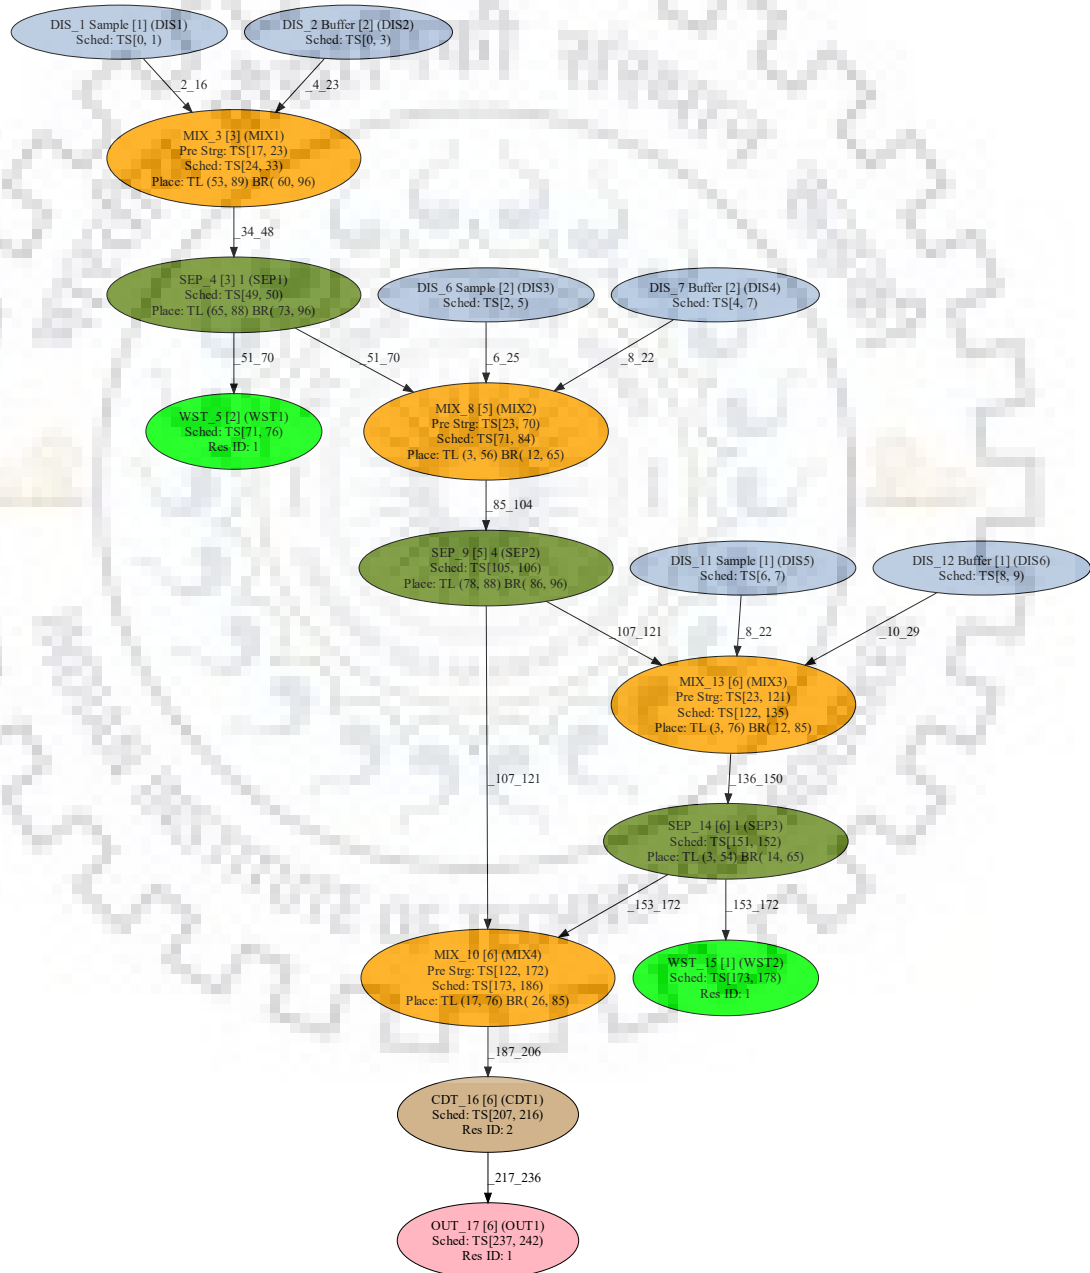 DIS_1 Sample [1] (DIS1)
Sched: TS[0, 1)
DIS_2 Buffer [2] (DIS2)
Sched: TS[0, 3)
_2_16
_4_23
MIX_3 [3] (MIX1)
Pre Strg: TS[17, 23)
Sched: TS[24, 33)
Place: TL (53, 89) BR( 60, 96)
_34_48
SEP_4 [3] 1 (SEP1)
Sched: TS[49, 50)
Place: TL (65, 88) BR( 73, 96)
DIS_6 Sample [2] (DIS3)
Sched: TS[2, 5)
DIS_7 Buffer [2] (DIS4)
Sched: TS[4, 7)
_51_70
_51_70
_6_25
_8_22
WST_5 [2] (WST1)
Sched: TS[71, 76)
Res ID: 1
MIX_8 [5] (MIX2)
Pre Strg: TS[23, 70)
Sched: TS[71, 84)
Place: TL (3, 56) BR( 12, 65)
_85_104
SEP_9 [5] 4 (SEP2)
Sched: TS[105, 106)
Place: TL (78, 88) BR( 86, 96)
DIS_11 Sample [1] (DIS5)
Sched: TS[6, 7)
DIS_12 Buffer [1] (DIS6)
Sched: TS[8, 9)
_107_121
_8_22
_10_29
MIX_13 [6] (MIX3)
Pre Strg: TS[23, 121)
Sched: TS[122, 135)
Place: TL (3, 76) BR( 12, 85)
_107_121
_136_150
SEP_14 [6] 1 (SEP3)
Sched: TS[151, 152)
Place: TL (3, 54) BR( 14, 65)
_153_172
_153_172
MIX_10 [6] (MIX4)
Pre Strg: TS[122, 172)
Sched: TS[173, 186)
Place: TL (17, 76) BR( 26, 85)
WST_15 [1] (WST2)
Sched: TS[173, 178)
Res ID: 1
_187_206
CDT_16 [6] (CDT1)
Sched: TS[207, 216)
Res ID: 2
_217_236
OUT_17 [6] (OUT1)
Sched: TS[237, 242)
Res ID: 1